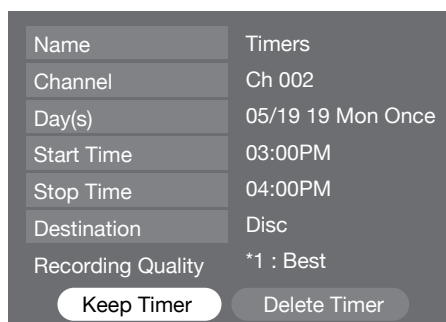 Name Timers
Channel Ch 002
Day(s) 05/19 19 Mon Once
Start Time 03:00PM
Stop Time 04:00PM
Destination Disc
Recording Quality *1 : Best
Keep Timer Delete Timer